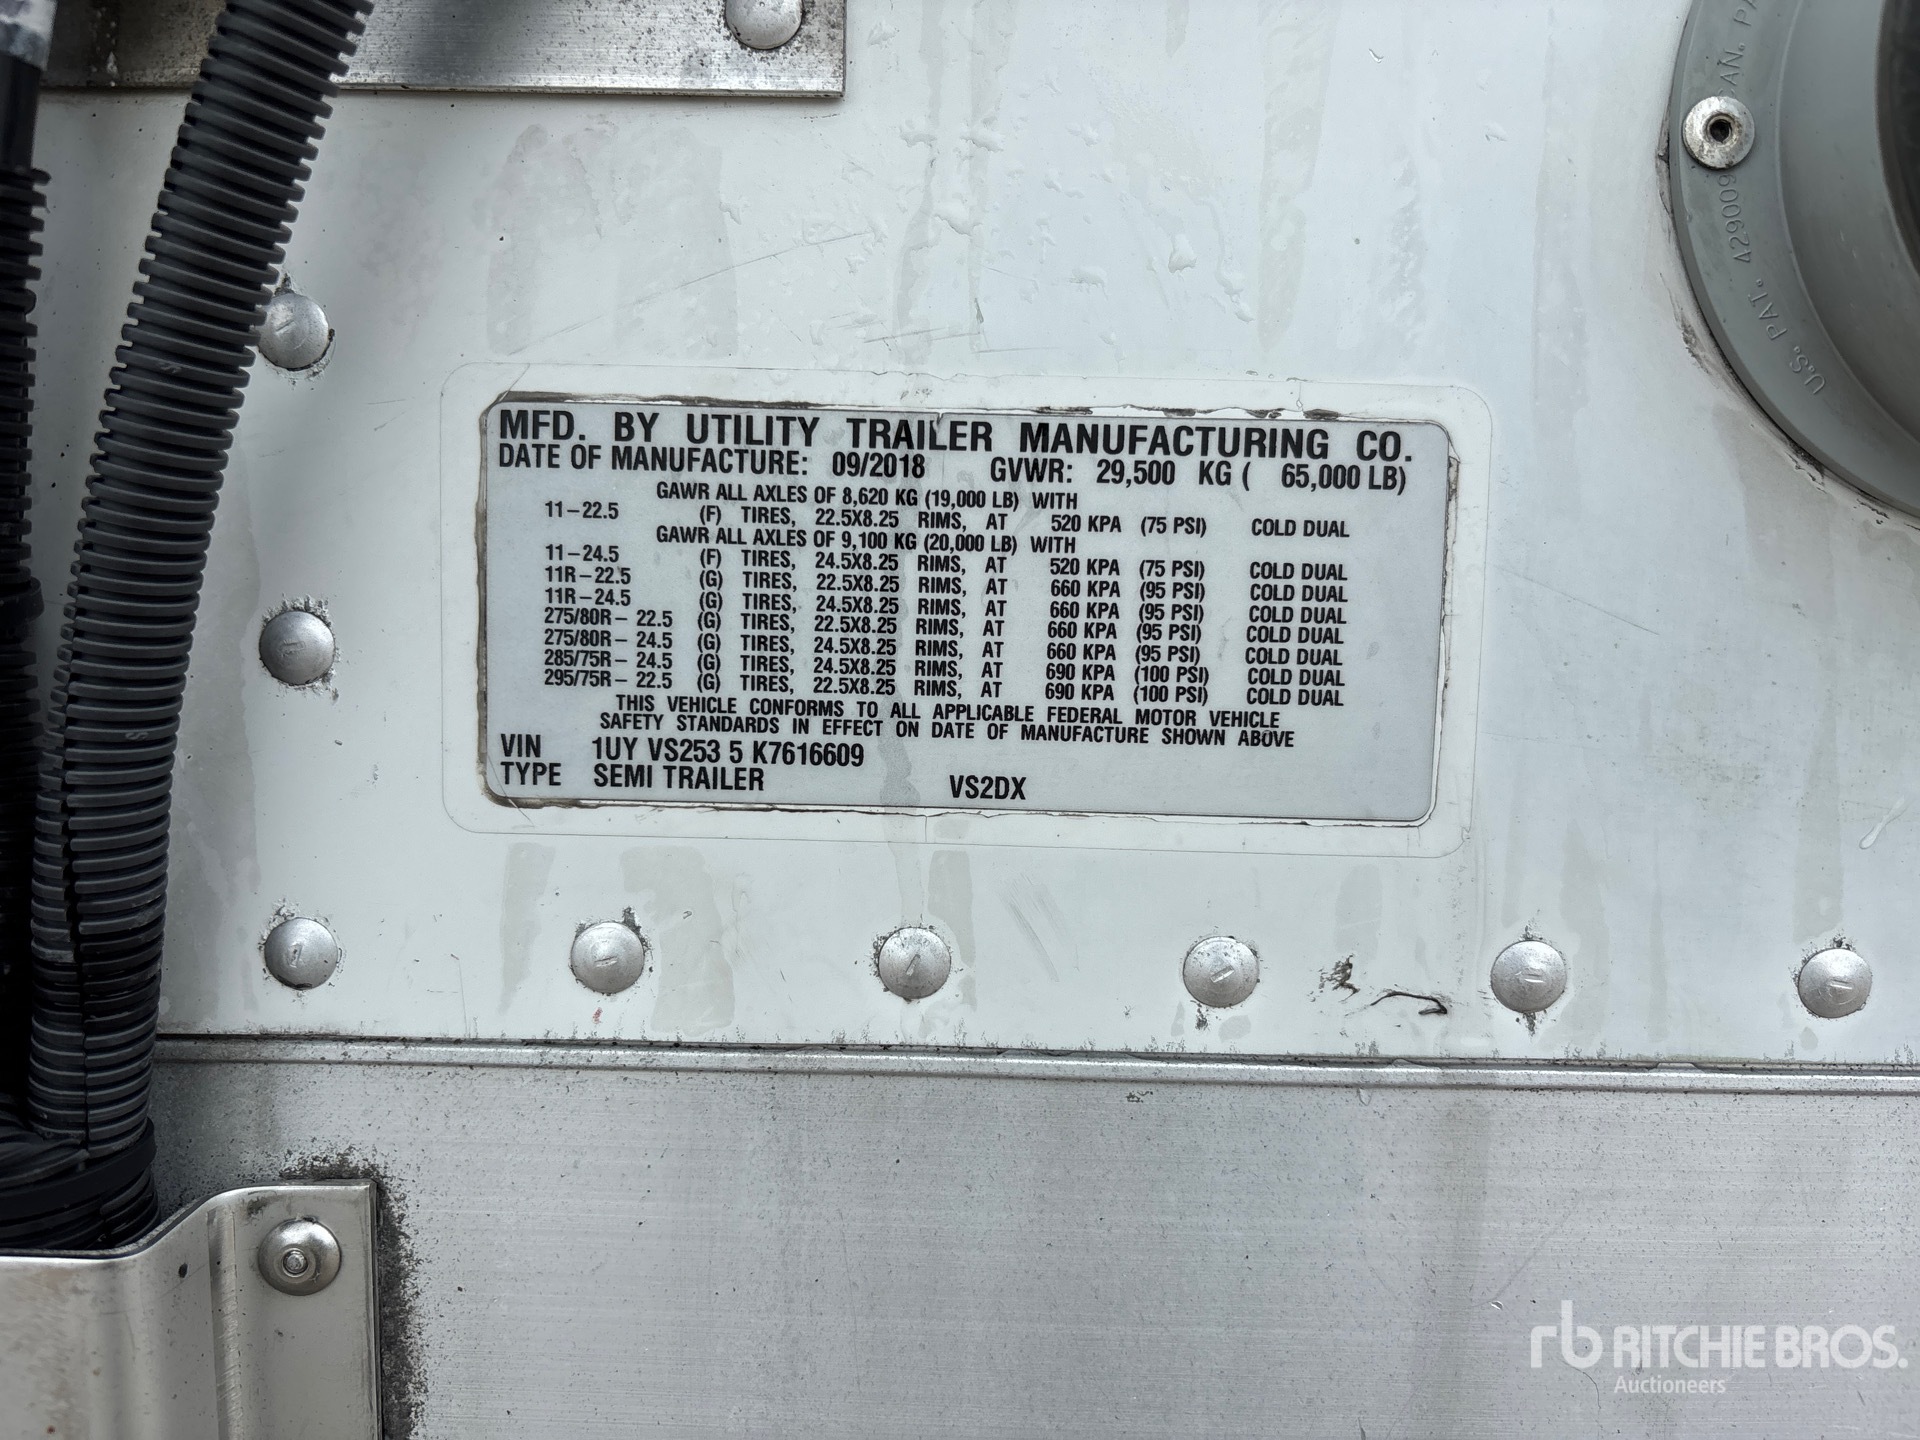 MFD. BY UTILITY TRAILER MANUFACTURING CO.
DATE OF MANUFACTURE: 09/2018 GVWR: 29,500 KG ( 65,000 LB)
GAWR ALL AXLES OF 8,620 KG (19,000 LB) WITH
11-22.5 (F) TIRES, 22.5X8.25 RIMS, AT 520 KPA (75 PSI) COLD DUAL
GAWR ALL AXLES OF 9,100 KG (20,000 LB) WITH
11-24.5 (F) TIRES, 24.5X8.25 RIMS, AT 520 KPA (75 PSI) COLD DUAL
11R-22.5 (G) TIRES, 22.5X8.25 RIMS, AT 660 KPA (95 PSI) COLD DUAL
11R-24.5 (G) TIRES, 24.5X8.25 RIMS, AT 660 KPA (95 PSI) COLD DUAL
275/80R- 22.5 (G) TIRES, 22.5X8.25 RIMS, AT 660 KPA (95 PSI) COLD DUAL
275/80R- 24.5 (G) TIRES, 24.5X8.25 RIMS, AT 660 KPA (95 PSI) COLD DUAL
285/75R- 24.5 (G) TIRES, 24.5X8.25 RIMS, AT 690 KPA (100 PSI) COLD DUAL
295/75R- 22.5 (G) TIRES, 22.5X8.25 RIMS, AT 690 KPA (100 PSI) COLD DUAL
THIS VEHICLE CONFORMS TO ALL APPLICABLE FEDERAL MOTOR VEHICLE
SAFETY STANDARDS IN EFFECT ON DATE OF MANUFACTURE SHOWN ABOVE
VIN 1UY VS253 5 K7616609
TYPE SEMI TRAILER VS2DX
U.S. PAT.
rb RITCHIE BROS.
Auctioneers